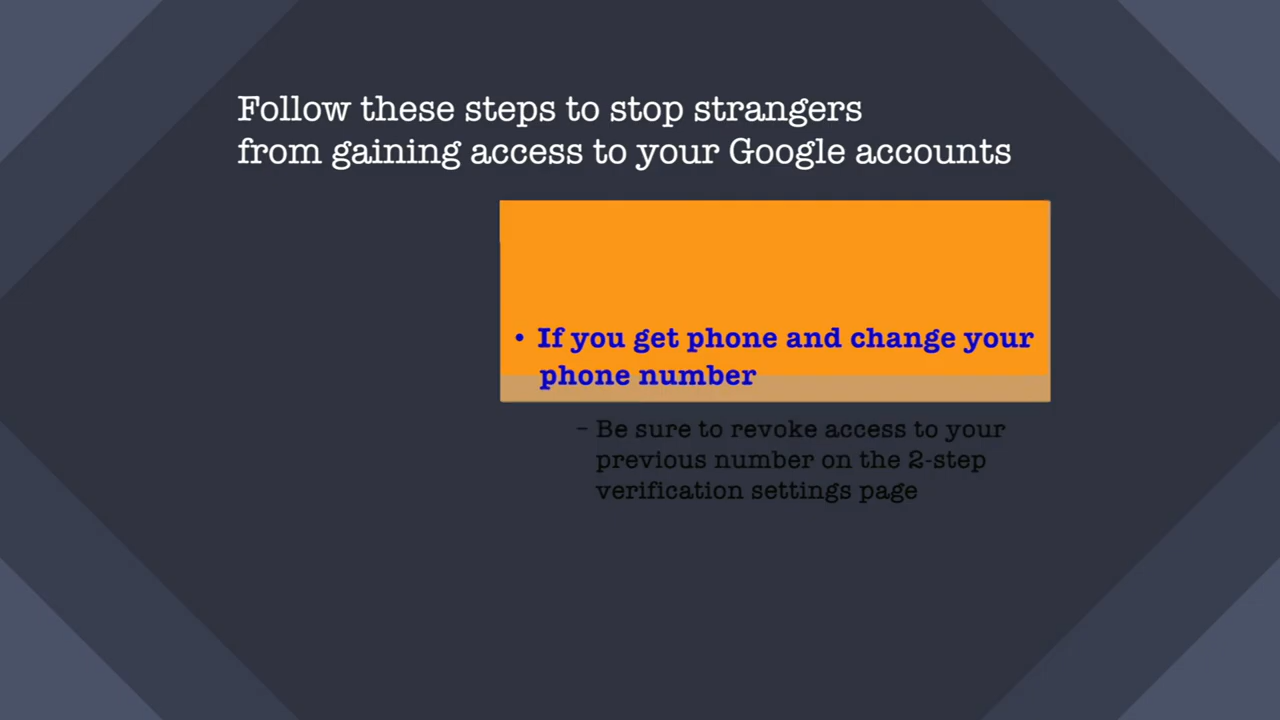 Follow these steps to stop strangers
from gaining access to your Google accounts
• If you get phone and change your
phone number
– Be sure to revoke access to your
previous number on the 2-step
verification settings page